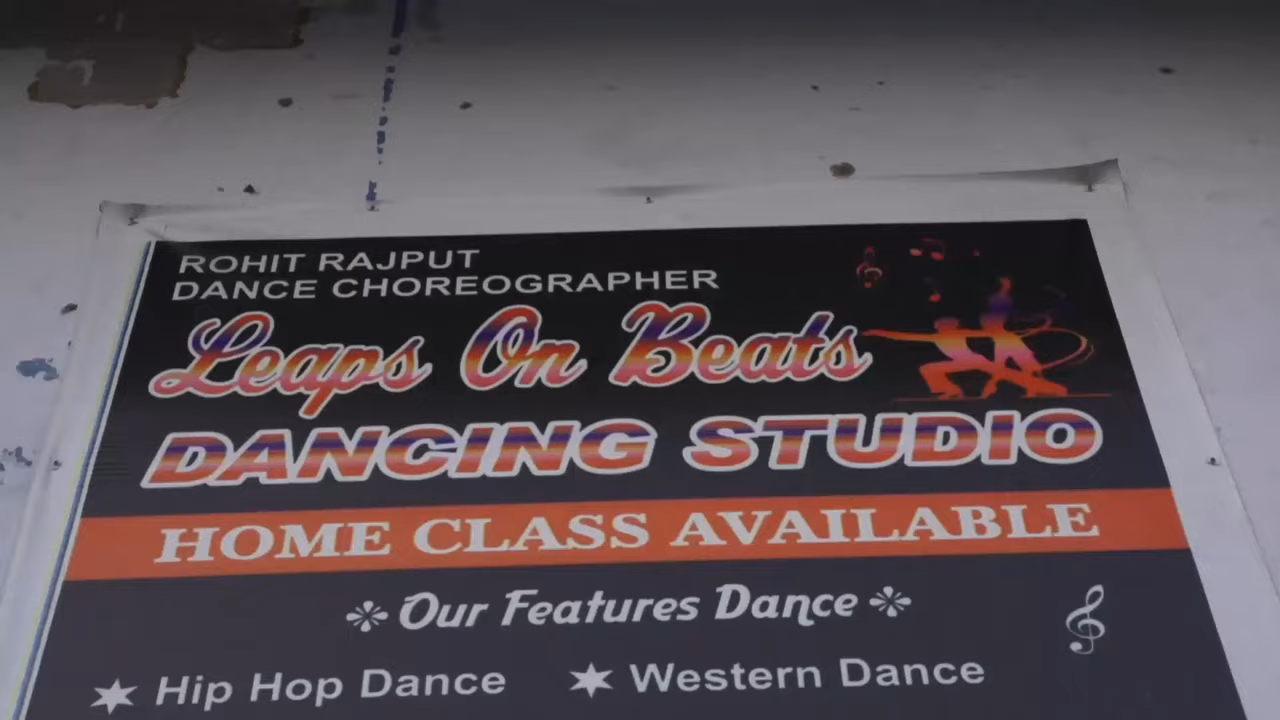 ROHIT RAJPUT
DANCE CHOREOGRAPHER
Leaps On Beats
DANCING STUDIO
HOME CLASS AVAILABLE
Our Features Dance
Hip Hop Dance
Western Dance